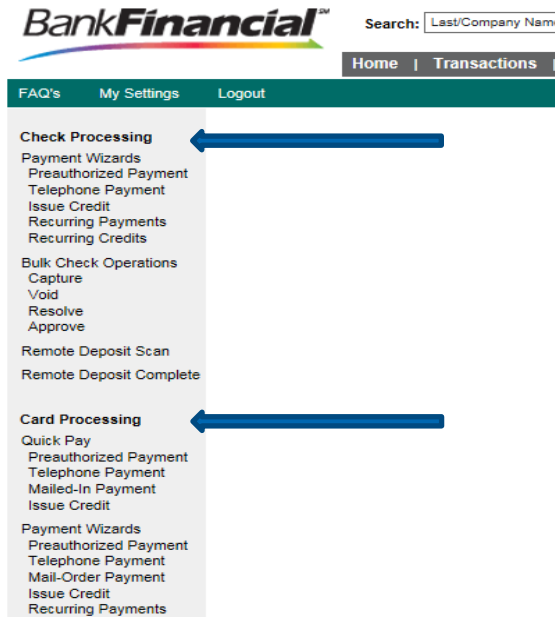 BankFinancial℠
Search: Last/Company Name
Home | Transactions |
FAQ's My Settings Logout
Check Processing
Payment Wizards
Preauthorized Payment
Telephone Payment
Issue Credit
Recurring Payments
Recurring Credits
Bulk Check Operations
Capture
Void
Resolve
Approve
Remote Deposit Scan
Remote Deposit Complete
Card Processing
Quick Pay
Preauthorized Payment
Telephone Payment
Mailed-In Payment
Issue Credit
Payment Wizards
Preauthorized Payment
Telephone Payment
Mail-Order Payment
Issue Credit
Recurring Payments